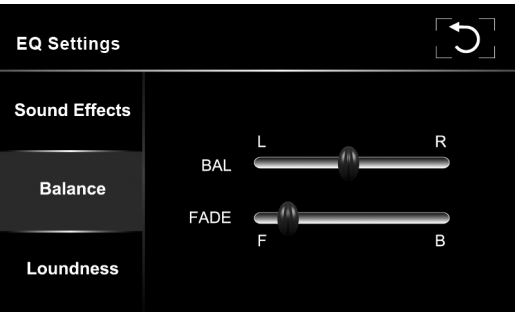 EQ Settings
Sound Effects
Balance
Loundness
L R
BAL
FADE
F B